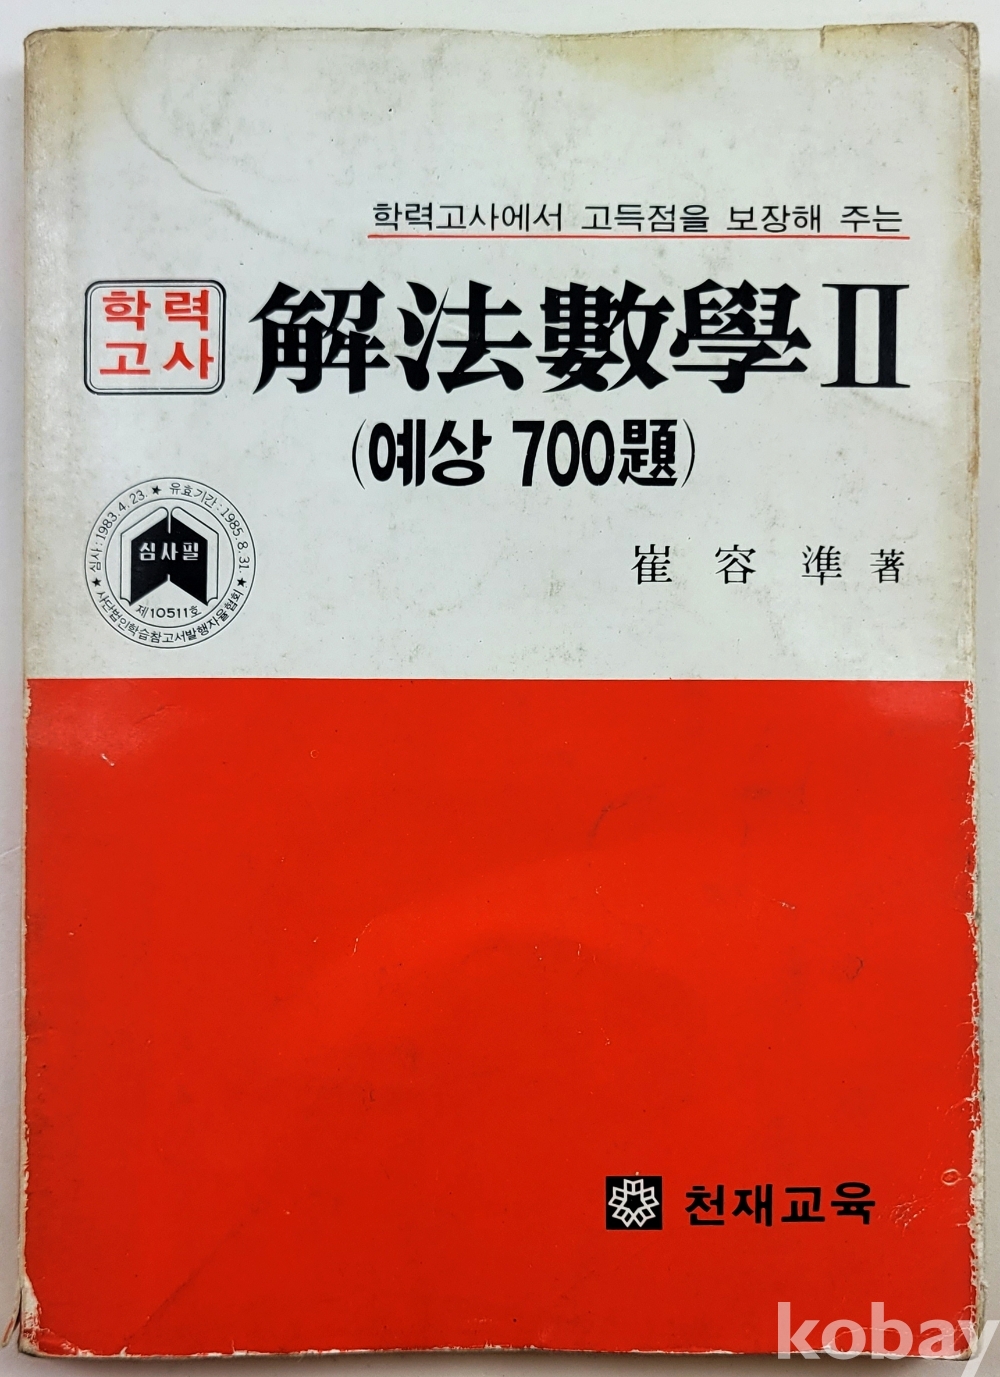 학력고사에서 고득점을 보장해 주는
학력
고사
解法數學Ⅱ
(예상 700題)
崔容準 著
심사:1983.4.23. ★ 유효기간:1985.8.31. ★
심사필
제10511호
사단법인학습참고서발행자율협회 ★
천재교육
kobay